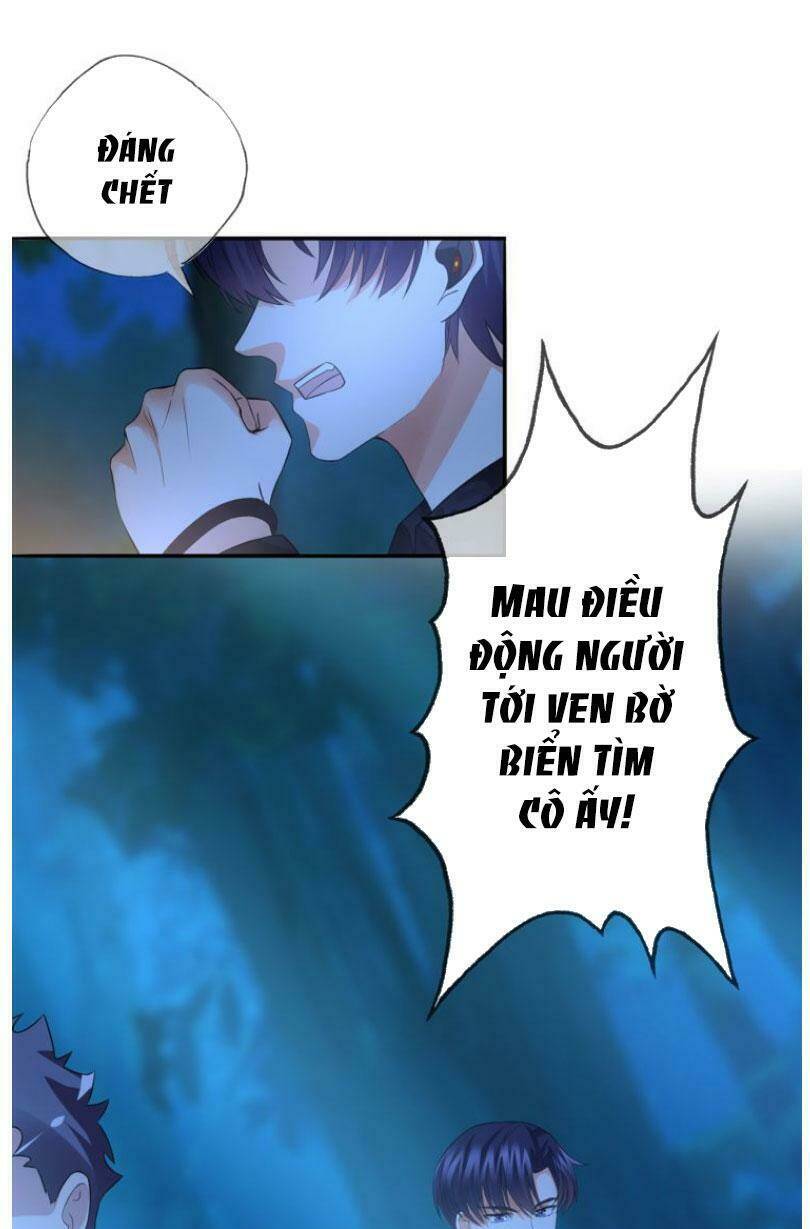 ĐÁNG
CHẾT
MAU ĐIỀU
ĐỘNG NGƯỜI
TỚI VEN BỜ
BIỂN TÌM
CÔ ẤY!